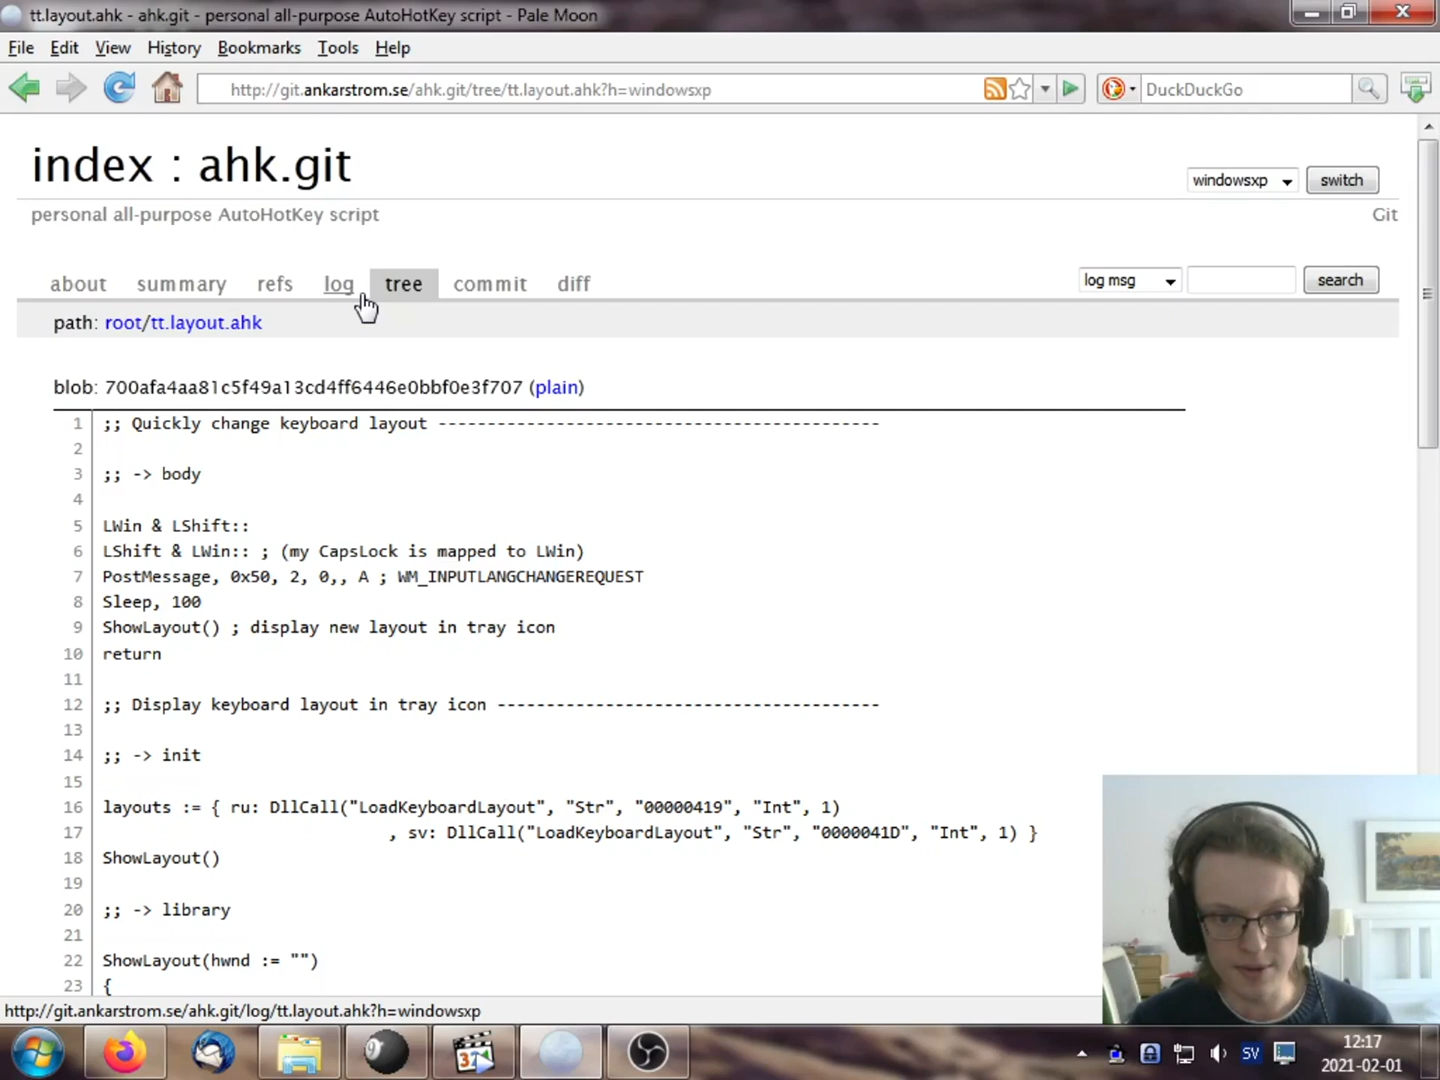 tt.layout.ahk - ahk.git - personal all-purpose AutoHotKey script - Pale Moon
File Edit View History Bookmarks Tools Help
http://git.ankarstrom.se/ahk.git/tree/tt.layout.ahk?h=windowsxp
DuckDuckGo
index : ahk.git
windowsxp switch
personal all-purpose AutoHotKey script
Git
about summary refs log tree commit diff
log msg search
path: root/tt.layout.ahk
blob: 700afa4aa81c5f49a13cd4ff6446e0bbf0e3f707 (plain)
1 ;; Quickly change keyboard layout ---------------------------------------------
2
3 ;; -> body
4
5 LWin & LShift::
6 LShift & LWin:: ; (my CapsLock is mapped to LWin)
7 PostMessage, 0x50, 2, 0,, A ; WM_INPUTLANGCHANGEREQUEST
8 Sleep, 100
9 ShowLayout() ; display new layout in tray icon
10 return
11
12 ;; Display keyboard layout in tray icon ---------------------------------------
13
14 ;; -> init
15
16 layouts := { ru: DllCall("LoadKeyboardLayout", "Str", "00000419", "Int", 1)
17 , sv: DllCall("LoadKeyboardLayout", "Str", "0000041D", "Int", 1) }
18 ShowLayout()
19
20 ;; -> library
21
22 ShowLayout(hwnd := "")
23 {
http://git.ankarstrom.se/ahk.git/log/tt.layout.ahk?h=windowsxp
SV
12:17
2021-02-01